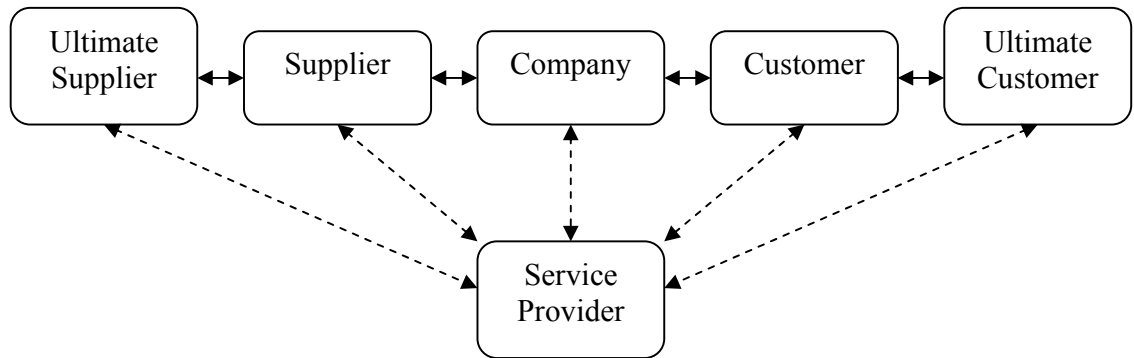 Ultimate
Supplier
Supplier
Company
Customer
Ultimate
Customer
Service
Provider